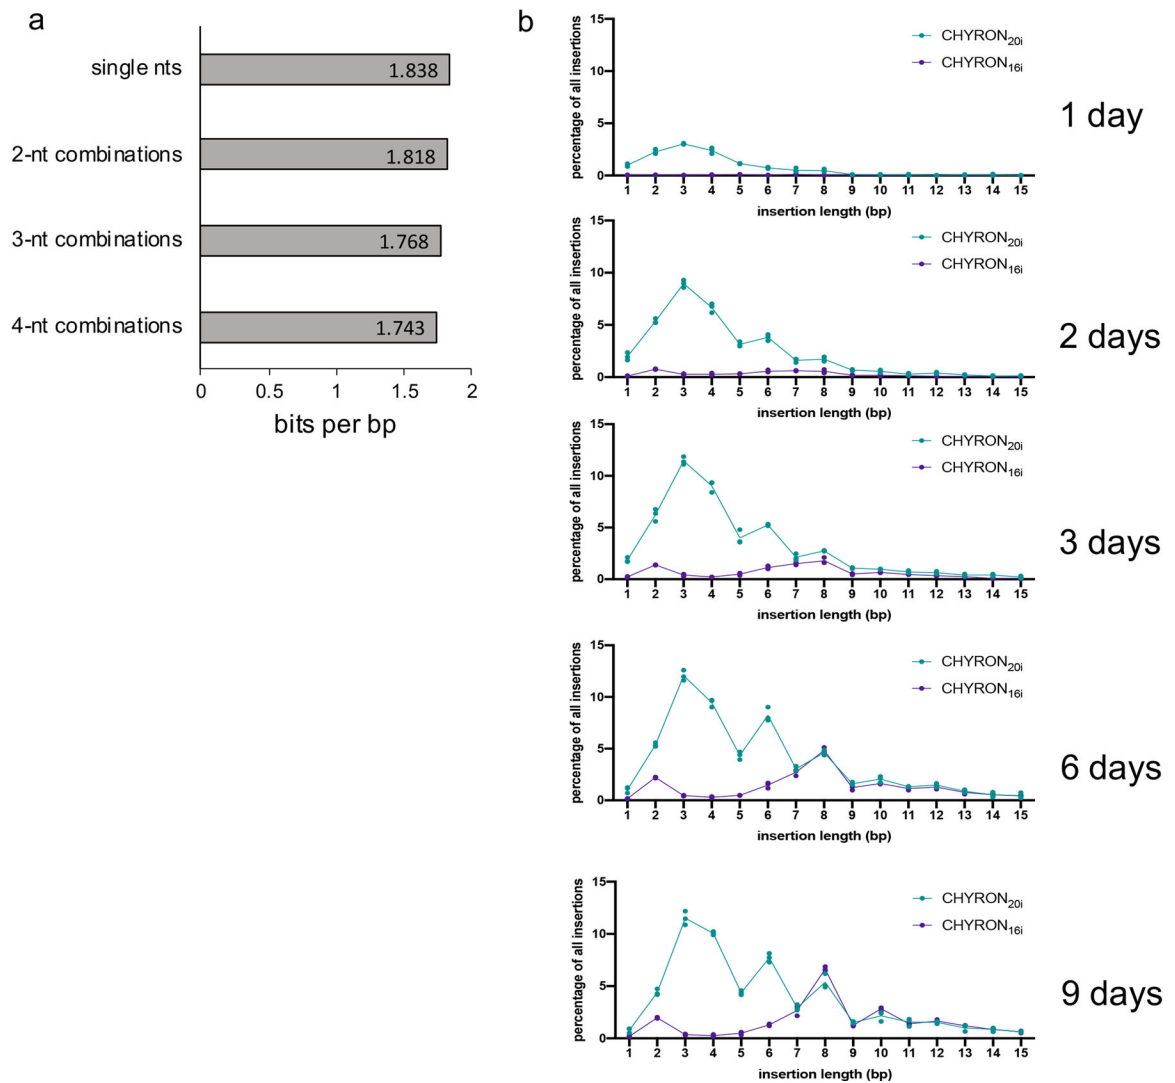 a
single nts
1.838
2-nt combinations
1.818
3-nt combinations
1.768
4-nt combinations
1.743
0 0.5 1 1.5 2
bits per bp
b
percentage of all insertions
15
10
5
0
CHYRON20i
CHYRON16i
1 2 3 4 5 6 7 8 9 10 11 12 13 14 15
insertion length (bp)
1 day
percentage of all insertions
15
10
5
0
CHYRON20i
CHYRON16i
1 2 3 4 5 6 7 8 9 10 11 12 13 14 15
insertion length (bp)
2 days
percentage of all insertions
15
10
5
0
CHYRON20i
CHYRON16i
1 2 3 4 5 6 7 8 9 10 11 12 13 14 15
insertion length (bp)
3 days
percentage of all insertions
15
10
5
0
CHYRON20i
CHYRON16i
1 2 3 4 5 6 7 8 9 10 11 12 13 14 15
insertion length (bp)
6 days
percentage of all insertions
15
10
5
0
CHYRON20i
CHYRON16i
1 2 3 4 5 6 7 8 9 10 11 12 13 14 15
insertion length (bp)
9 days